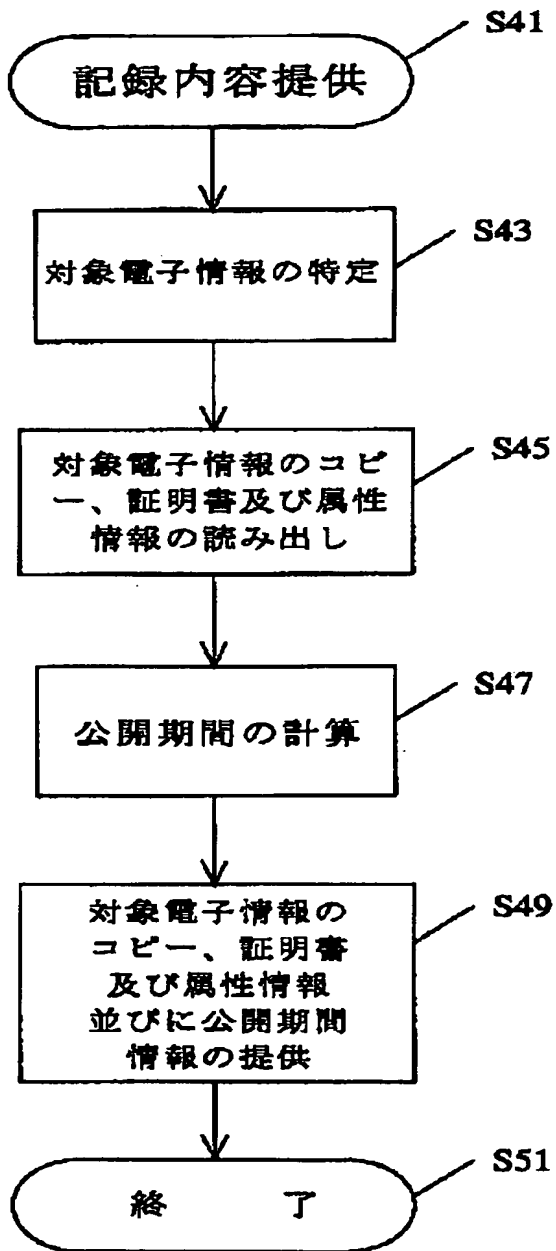 S41
記録内容提供
S43
対象電子情報の特定
S45
対象電子情報のコピ
ー、証明書及び属性
情報の読み出し
S47
公開期間の計算
S49
対象電子情報の
コピー、証明書
及び属性情報
並びに公開期間
情報の提供
S51
終 了